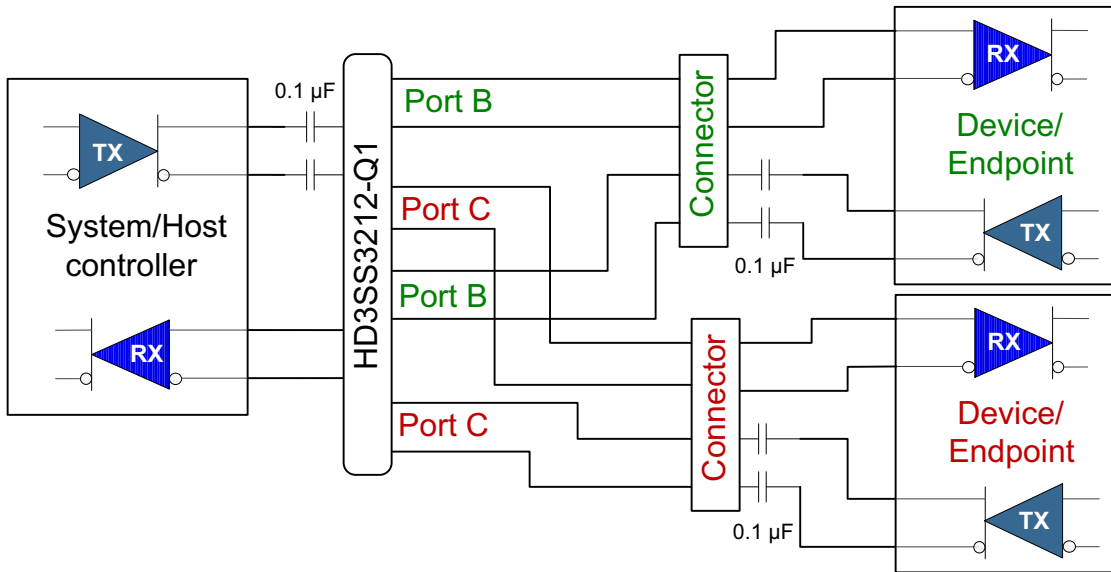 TX
System/Host
controller
RX
0.1 µF
HD3SS3212-Q1
Port B
Port C
Port B
Port C
Connector
0.1 µF
RX
Device/
Endpoint
TX
Connector
0.1 µF
RX
Device/
Endpoint
TX